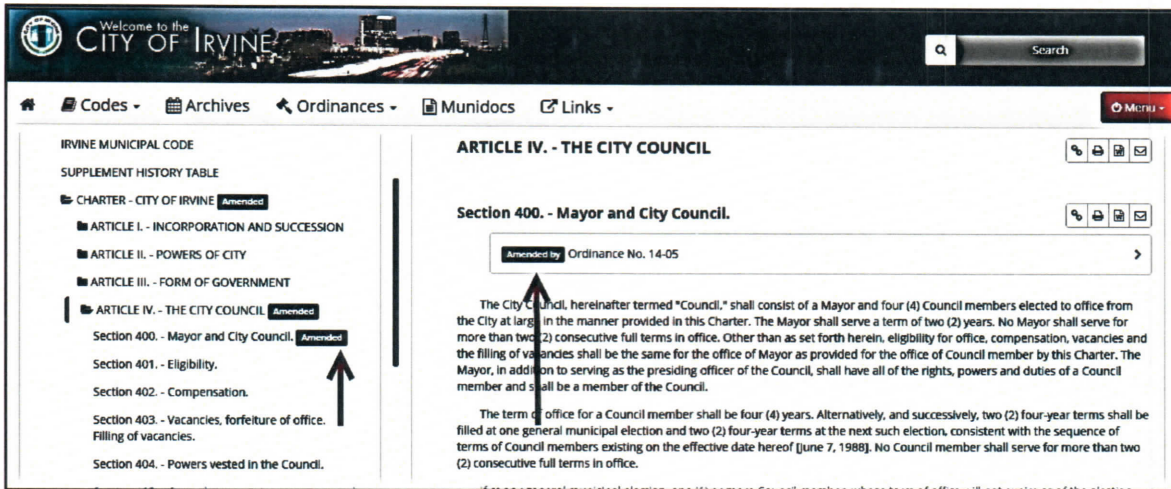 Welcome to the
CITY OF IRVINE
Search
Codes
Archives
Ordinances
Munidocs
Links
Menu
IRVINE MUNICIPAL CODE
SUPPLEMENT HISTORY TABLE
CHARTER - CITY OF IRVINE Amended
ARTICLE I. - INCORPORATION AND SUCCESSION
ARTICLE II. - POWERS OF CITY
ARTICLE III. - FORM OF GOVERNMENT
ARTICLE IV. - THE CITY COUNCIL Amended
Section 400. - Mayor and City Council. Amended
Section 401. - Eligibility.
Section 402. - Compensation.
Section 403. - Vacancies, forfeiture of office.
Filling of vacancies.
Section 404. - Powers vested in the Council.
ARTICLE IV. - THE CITY COUNCIL
Section 400. - Mayor and City Council.
Amended by Ordinance No. 14-05
The City Council, hereinafter termed "Council," shall consist of a Mayor and four (4) Council members elected to office from
the City at large in the manner provided in this Charter. The Mayor shall serve a term of two (2) years. No Mayor shall serve for
more than two (2) consecutive full terms in office. Other than as set forth herein, eligibility for office, compensation, vacancies and
the filling of vacancies shall be the same for the office of Mayor as provided for the office of Council member by this Charter. The
Mayor, in addition to serving as the presiding officer of the Council, shall have all of the rights, powers and duties of a Council
member and shall be a member of the Council.
The term of office for a Council member shall be four (4) years. Alternatively, and successively, two (2) four-year terms shall be
filled at one general municipal election and two (2) four-year terms at the next such election, consistent with the sequence of
terms of Council members existing on the effective date hereof [June 7, 1988]. No Council member shall serve for more than two
(2) consecutive full terms in office.